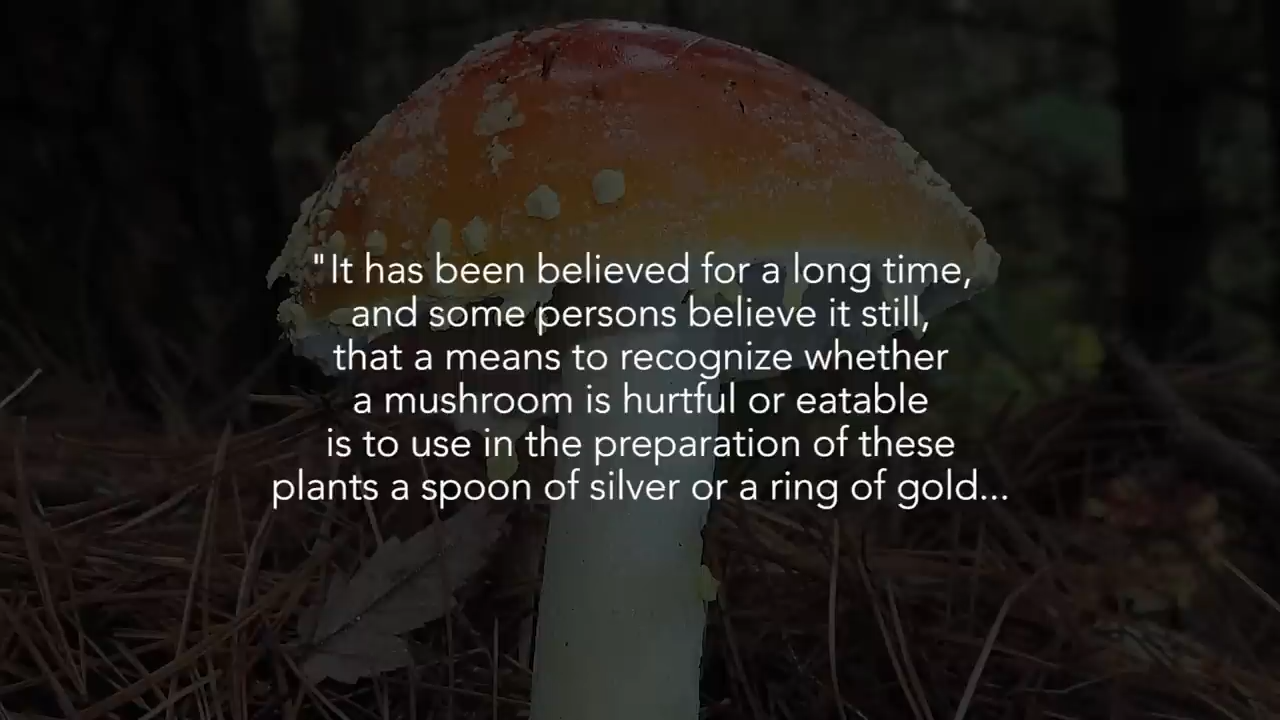 "It has been believed for a long time,
and some persons believe it still,
that a means to recognize whether
a mushroom is hurtful or eatable
is to use in the preparation of these
plants a spoon of silver or a ring of gold...